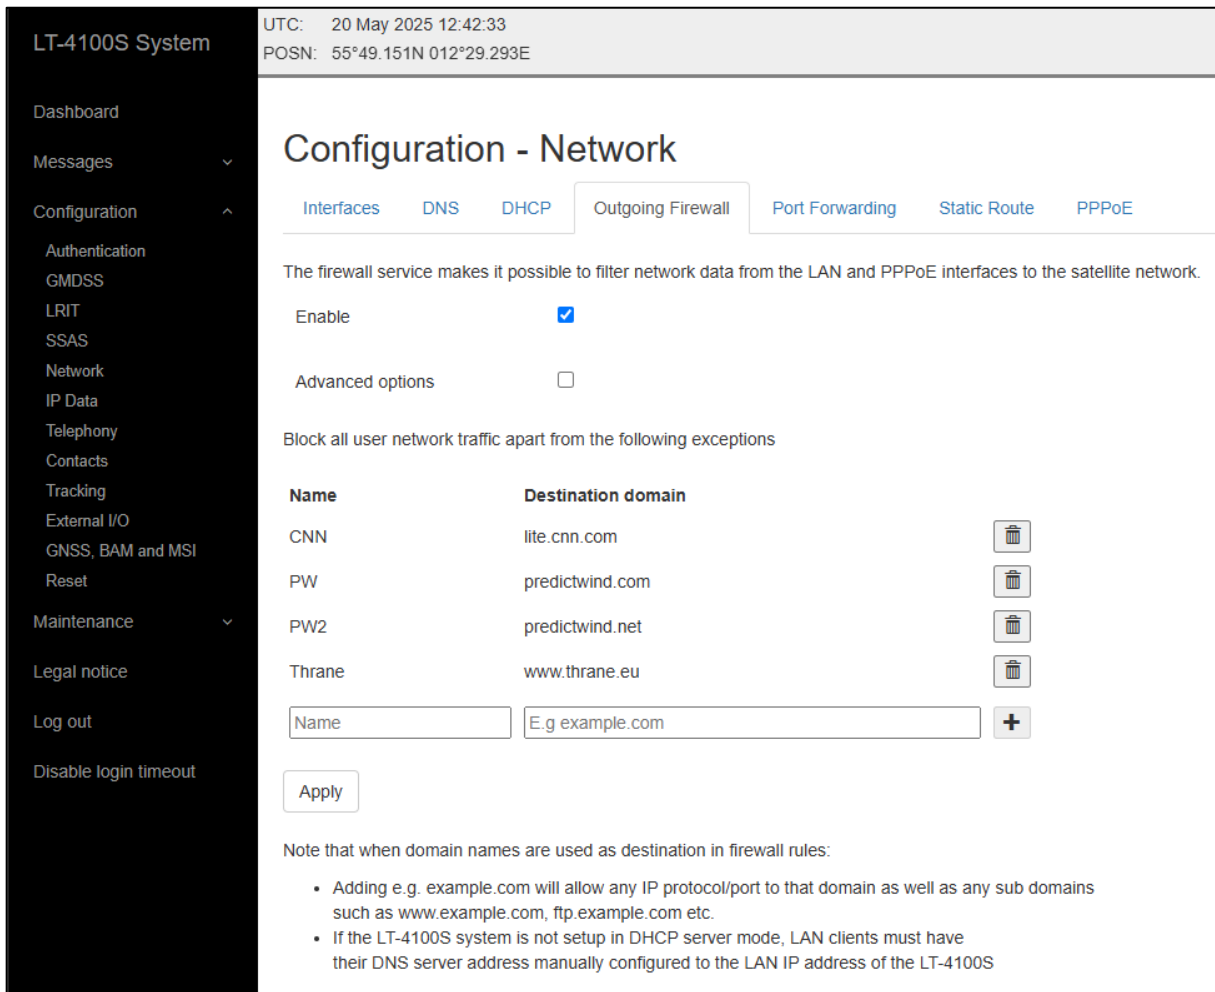 LT-4100S System
Dashboard
Messages
Configuration
Authentication
GMDSS
LRIT
SSAS
Network
IP Data
Telephony
Contacts
Tracking
External I/O
GNSS, BAM and MSI
Reset
Maintenance
Legal notice
Log out
Disable login timeout
UTC: 20 May 2025 12:42:33
POSN: 55°49.151N 012°29.293E
Configuration - Network
Interfaces DNS DHCP Outgoing Firewall Port Forwarding Static Route PPPoE
The firewall service makes it possible to filter network data from the LAN and PPPoE interfaces to the satellite network.
Enable
Advanced options
Block all user network traffic apart from the following exceptions
Name Destination domain
CNN lite.cnn.com
PW predictwind.com
PW2 predictwind.net
Thrane www.thrane.eu
Name E.g example.com
Apply
Note that when domain names are used as destination in firewall rules:
• Adding e.g. example.com will allow any IP protocol/port to that domain as well as any sub domains
such as www.example.com, ftp.example.com etc.
• If the LT-4100S system is not setup in DHCP server mode, LAN clients must have
their DNS server address manually configured to the LAN IP address of the LT-4100S